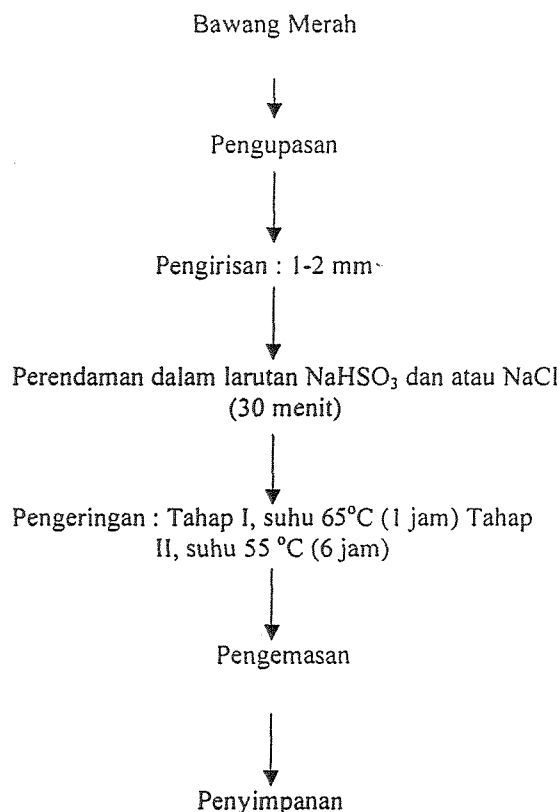 Bawang Merah
Pengupasan
Pengirisan : 1-2 mm
Perendaman dalam larutan NaHSO₃ dan atau NaCl
(30 menit)
Pengeringan : Tahap I, suhu 65°C (1 jam) Tahap
II, suhu 55 °C (6 jam)
Pengemasan
Penyimpanan